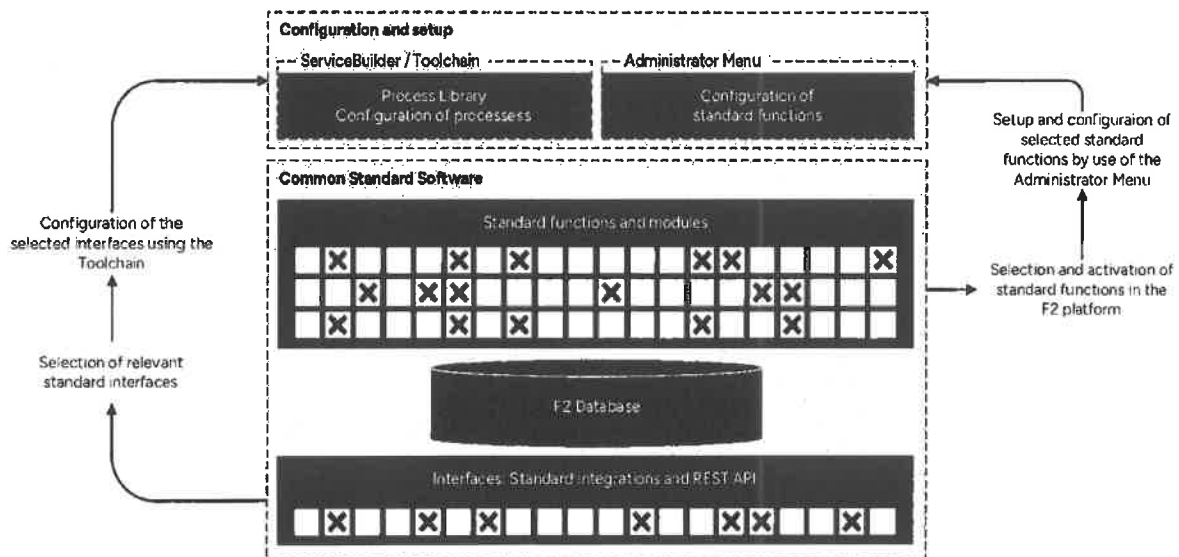 Configuration and setup
ServiceBuilder / Toolchain
Administrator Menu
Process Library
Configuration of processess
Configuration of
standard functions
Setup and configuraion of
selected standard
functions by use of the
Administrator Menu
Common Standard Software
Standard functions and modules
Configuration of the
selected interfaces using the
Toolchain
Selection and activation of
standard functions in the
F2 platform
Selection of relevant
standard interfaces
F2 Database
Interfaces: Standard integrations and REST API